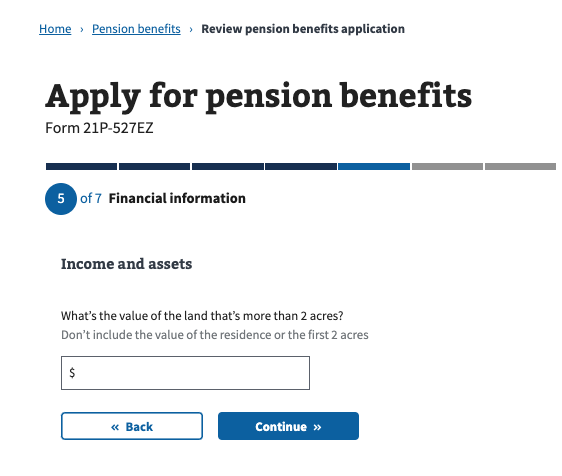 Home › Pension benefits › Review pension benefits application
Apply for pension benefits
Form 21P-527EZ
5 of 7 Financial information
Income and assets
What's the value of the land that's more than 2 acres?
Don't include the value of the residence or the first 2 acres
$
« Back
Continue »